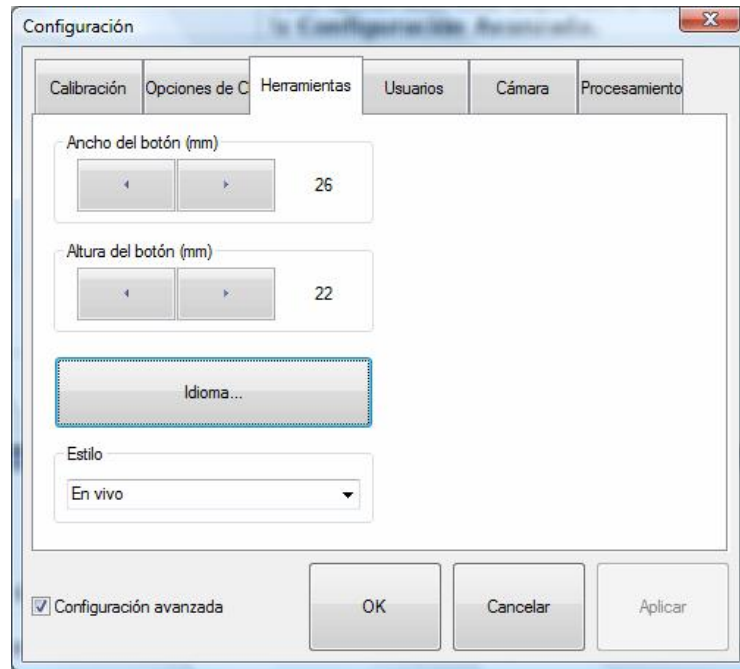 Configuración
Calibración Opciones de C Herramientas Usuarios Cámara Procesamiento
Ancho del botón (mm)
26
Altura del botón (mm)
22
Idioma...
Estilo
En vivo
Configuración avanzada OK Cancelar Aplicar